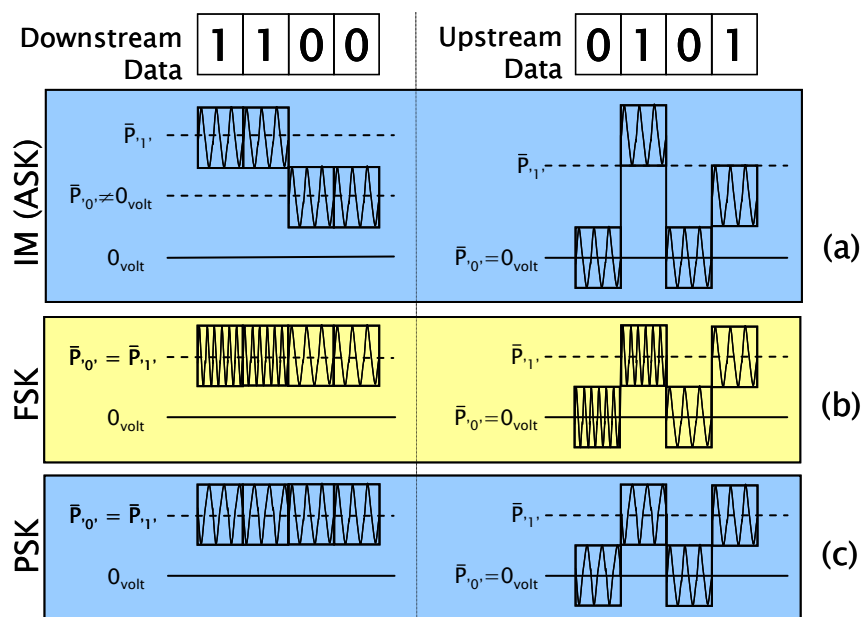 Downstream Data 1 1 0 0
Upstream Data 0 1 0 1
IM (ASK)
P̄'1'
P̄'0'≠0volt
0volt
P̄'1'
P̄'0'=0volt
(a)
FSK
P̄'0' = P̄'1'
0volt
P̄'1'
P̄'0'=0volt
(b)
PSK
P̄'0' = P̄'1'
0volt
P̄'1'
P̄'0'=0volt
(c)